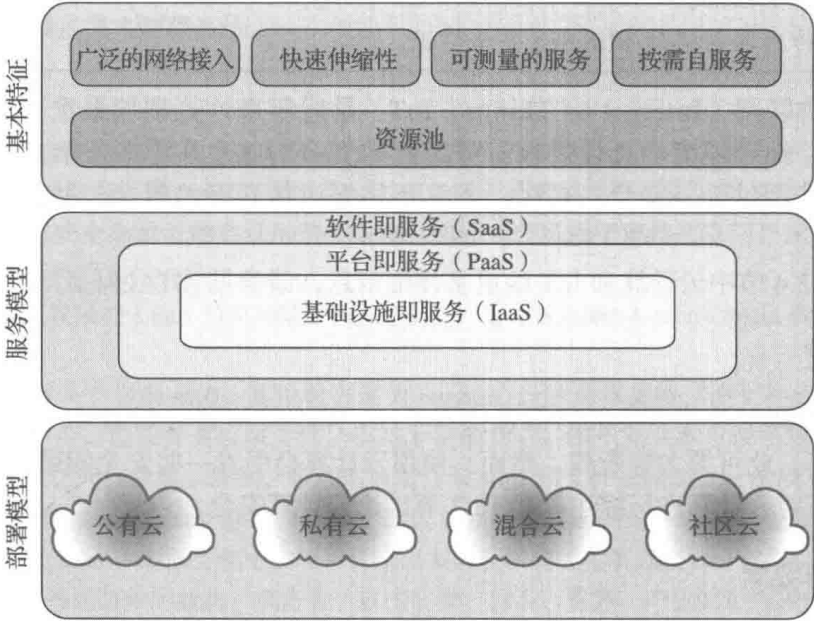 基本特征
广泛的网络接入
快速伸缩性
可测量的服务
按需自服务
资源池
服务模型
软件即服务（SaaS）
平台即服务（PaaS）
基础设施即服务（IaaS）
部署模型
公有云
私有云
混合云
社区云